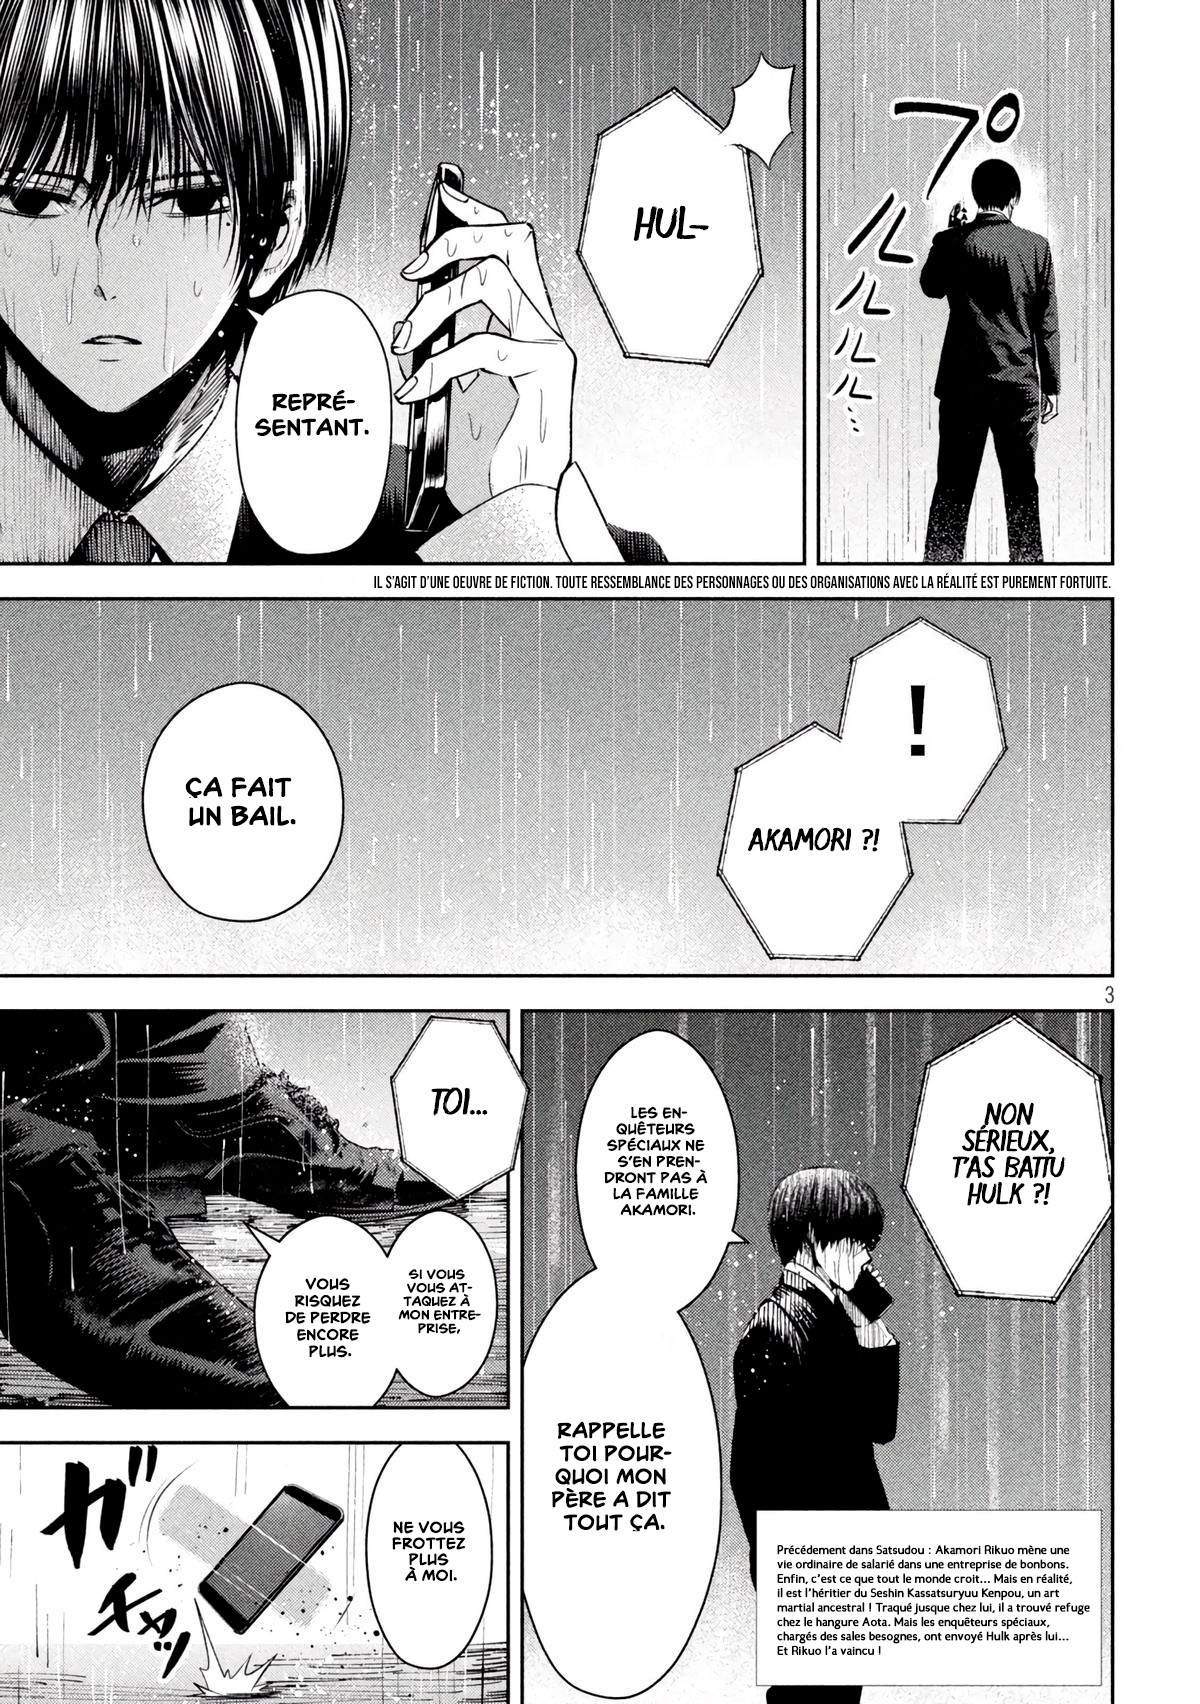 プルルルル…
HUL-
REPRÉ-
SENTANT.
IL S'AGIT D'UNE OEUVRE DE FICTION. TOUTE RESSEMBLANCE DES PERSONNAGES OU DES ORGANISATIONS AVEC LA RÉALITÉ EST PUREMENT FORTUITE.
!
AKAMORI ?!
ÇA FAIT
UN BAIL.
3
NON
SÉRIEUX,
T'AS BATTU
HULK ?!
LES EN-
QUÊTEURS
SPÉCIAUX NE
S'EN PREN-
DRONT PAS À
LA FAMILLE
AKAMORI.
RAPPELLE
TOI POUR-
QUOI MON
PÈRE A DIT
TOUT ÇA.
Précédement dans Satsudou : Akamori Rikuo mène une
vie ordinaire de salarié dans une entreprise de bonbons.
Enfin, c'est ce que tout le monde croit... Mais en réalité,
il est l'héritier du Seshin Kassatsuryuu Kenpou, un art
martial ancestral ! Traqué jusque chez lui, il a trouvé refuge
chez le hangure Aota. Mais les enquêteurs spéciaux,
chargés des sales besognes, ont envoyé Hulk après lui...
Et Rikuo l'a vaincu !
TOI...
SI VOUS
VOUS AT-
TAQUEZ À
MON ENTRE-
PRISE,
VOUS
RISQUEZ
DE PERDRE
ENCORE
PLUS.
NE VOUS
FROTTEZ
PLUS
À MOI.
ガ゙
チャッ